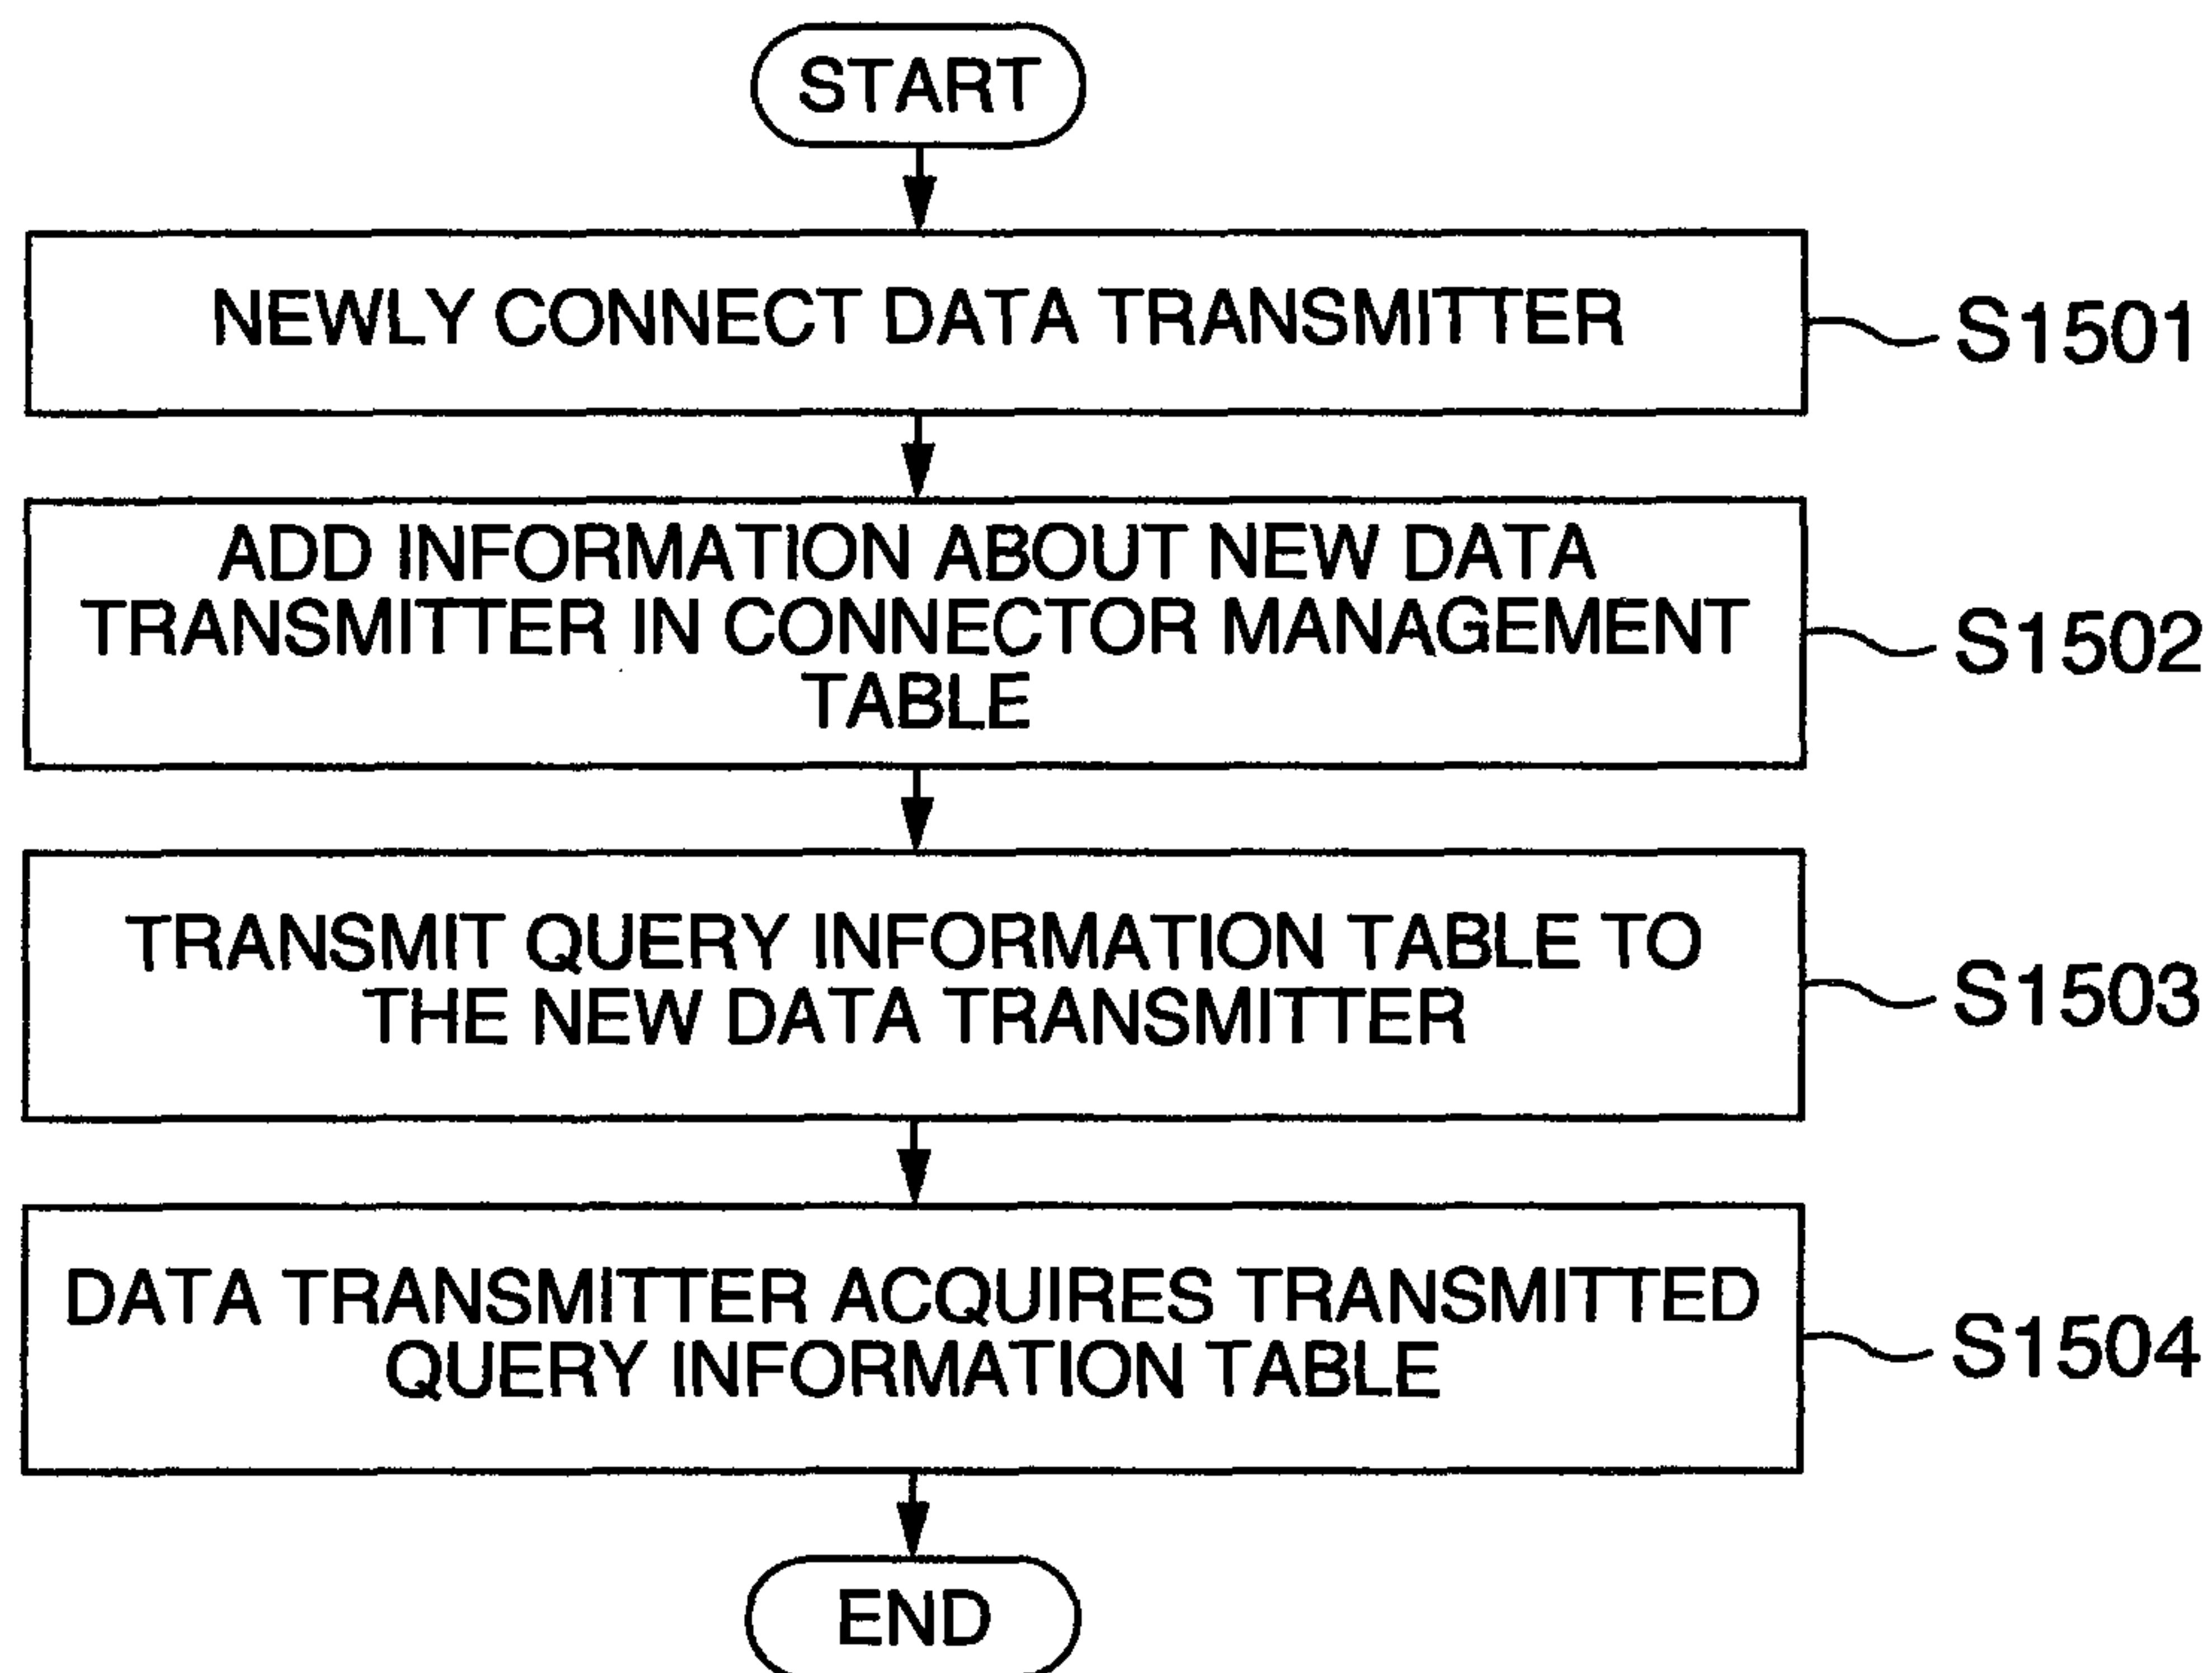 START
NEWLY CONNECT DATA TRANSMITTER
S1501
ADD INFORMATION ABOUT NEW DATA
TRANSMITTER IN CONNECTOR MANAGEMENT
TABLE
S1502
TRANSMIT QUERY INFORMATION TABLE TO
THE NEW DATA TRANSMITTER
S1503
DATA TRANSMITTER ACQUIRES TRANSMITTED
QUERY INFORMATION TABLE
S1504
END